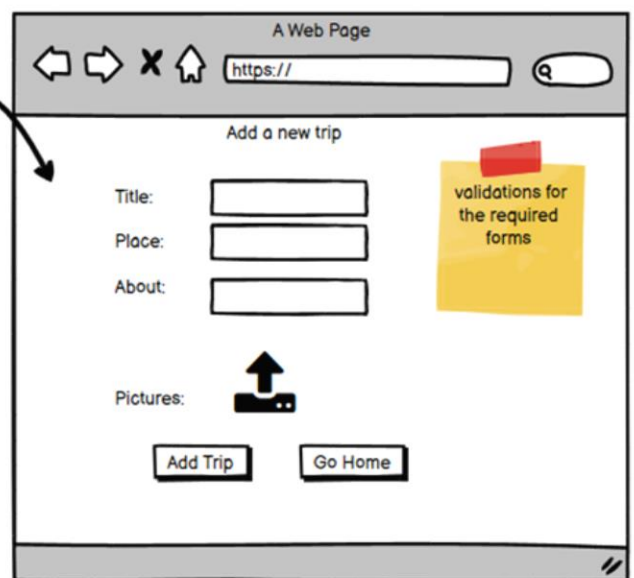 A Web Page
https://
Add a new trip
Title:
Place:
About:
Pictures:
Add Trip
Go Home
validations for
the required
forms